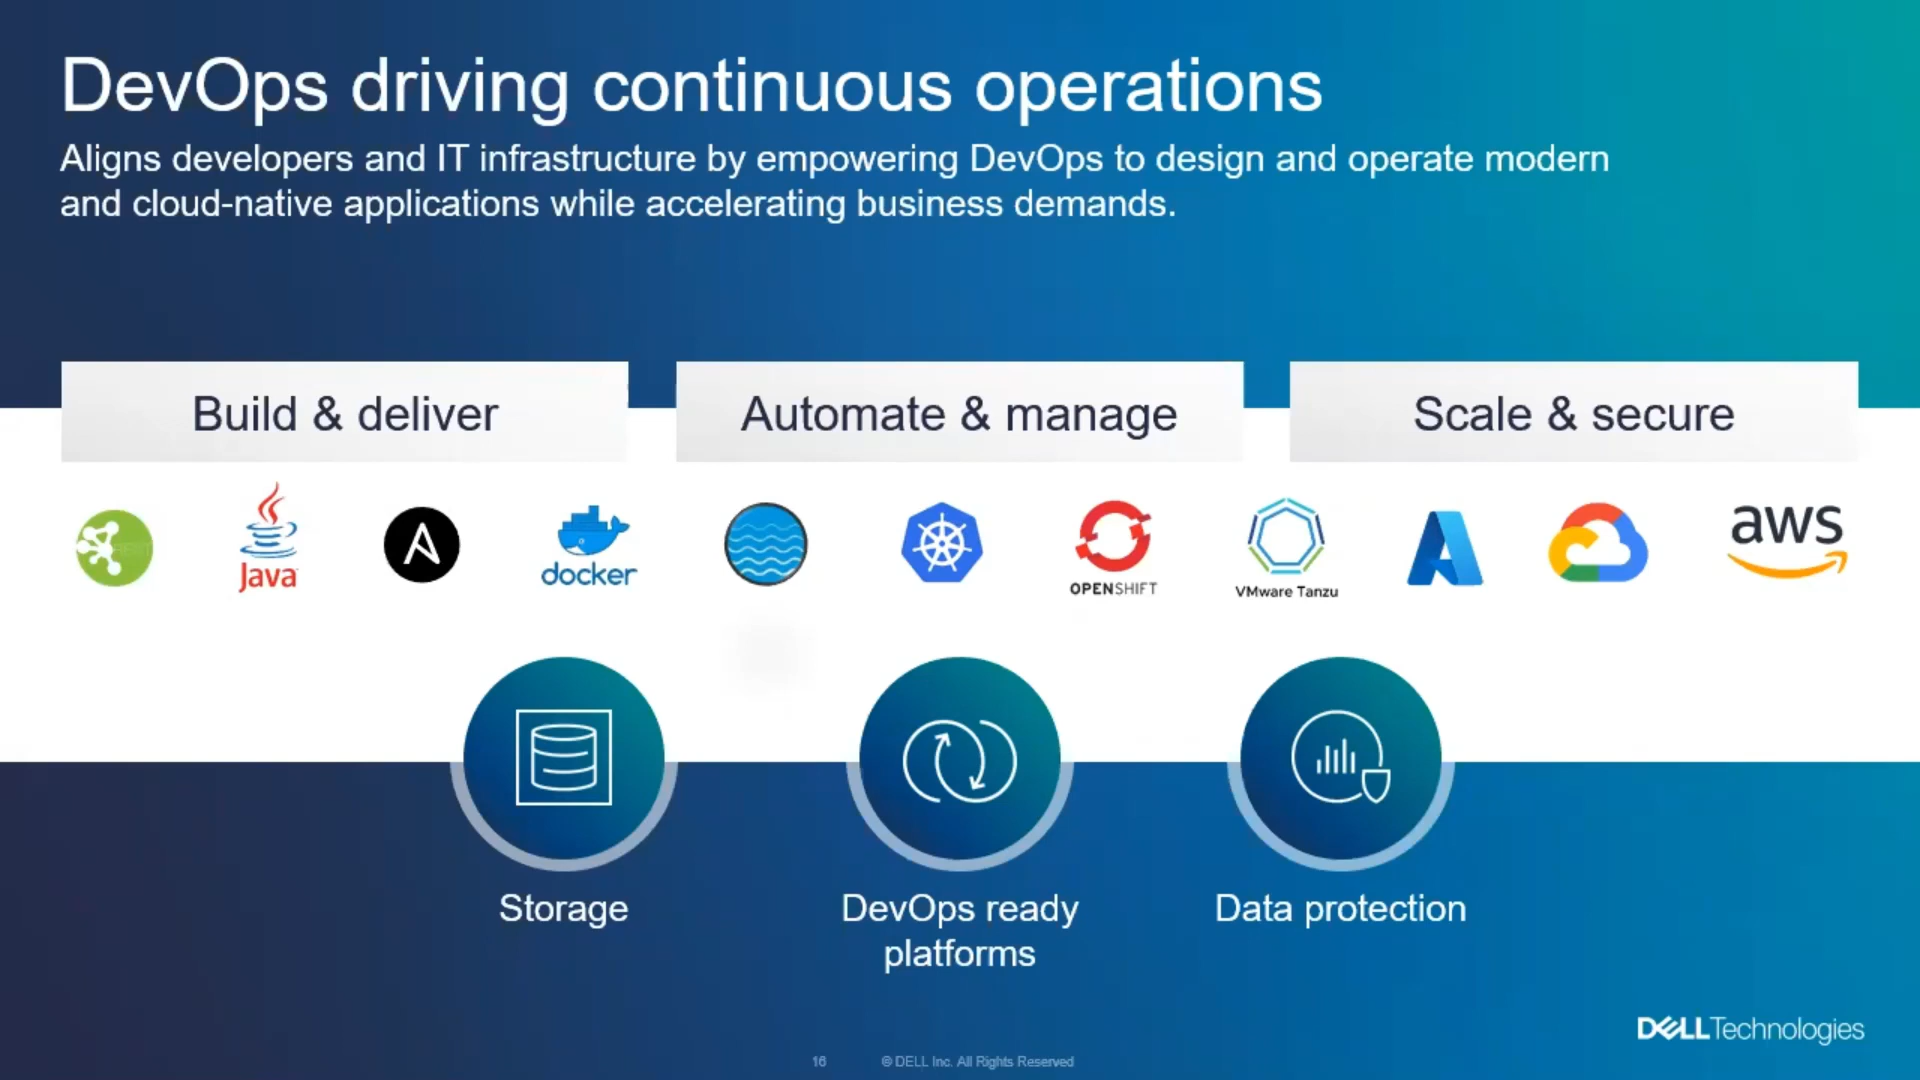 DevOps driving continuous operations
Aligns developers and IT infrastructure by empowering DevOps to design and operate modern
and cloud-native applications while accelerating business demands.
Build & deliver
Automate & manage
Scale & secure
Java
docker
OPENSHIFT
VMware Tanzu
aws
Storage
DevOps ready
platforms
Data protection
DELL Technologies
16
© DELL Inc. All Rights Reserved